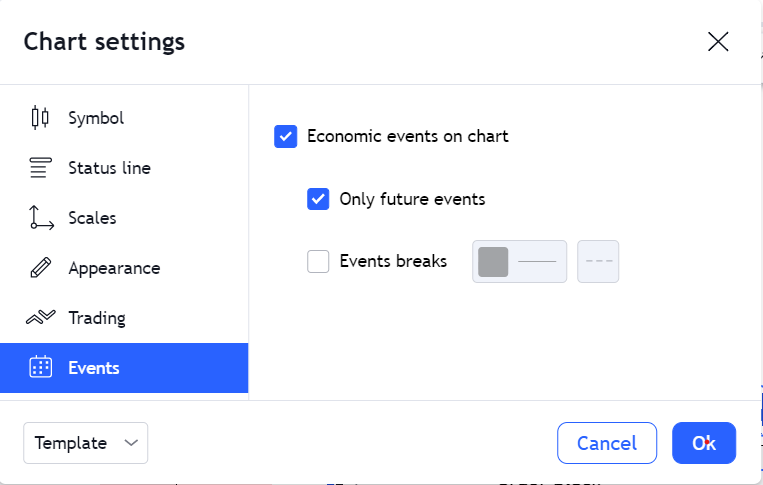 Chart settings
Symbol
Status line
Scales
Appearance
Trading
Events
Economic events on chart
Only future events
Events breaks
Template
Cancel
Ok